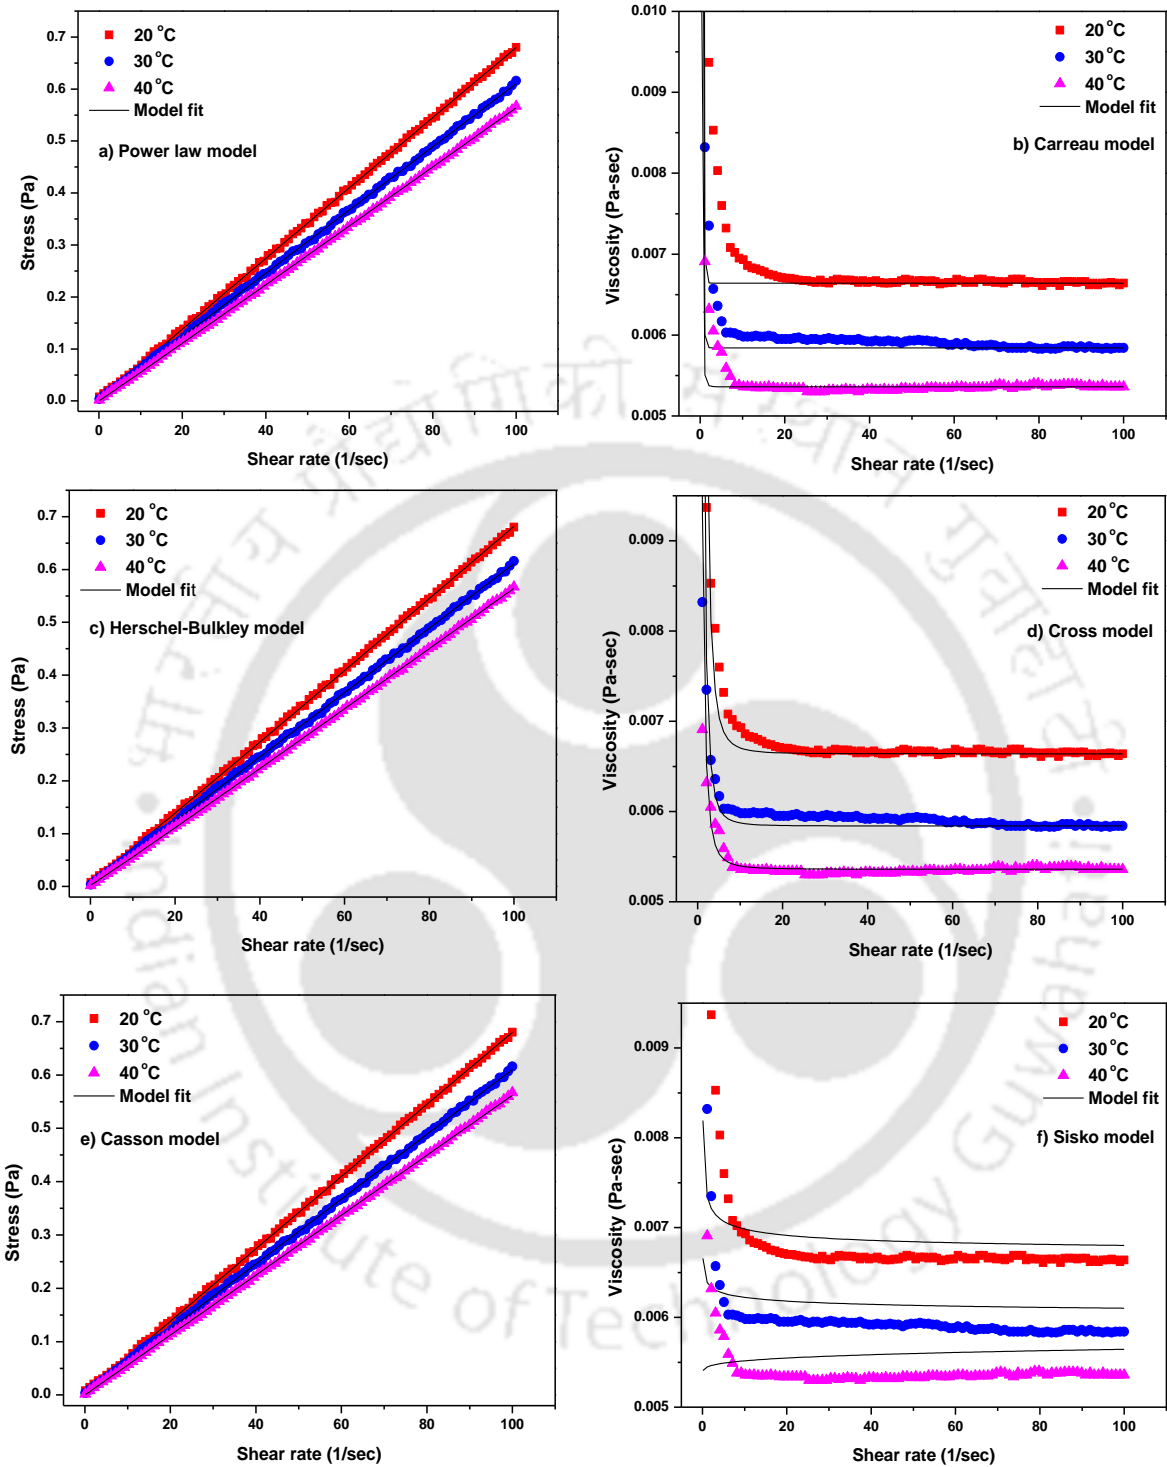 0.7
0.6
0.5
0.4
0.3
0.2
0.1
0.0
Stress (Pa)
20 °C
30 °C
40 °C
Model fit
a) Power law model
0 20 40 60 80 100
Shear rate (1/sec)
0.010
0.009
0.008
0.007
0.006
0.005
Viscosity (Pa-sec)
20 °C
30 °C
40 °C
Model fit
b) Carreau model
0 20 40 60 80 100
Shear rate (1/sec)
0.7
0.6
0.5
0.4
0.3
0.2
0.1
0.0
Stress (Pa)
20 °C
30 °C
40 °C
Model fit
c) Herschel-Bulkley model
0 20 40 60 80 100
Shear rate (1/sec)
0.009
0.008
0.007
0.006
0.005
Viscosity (Pa-sec)
20 °C
30 °C
40 °C
Model fit
d) Cross model
0 20 40 60 80 100
Shear rate (1/sec)
0.7
0.6
0.5
0.4
0.3
0.2
0.1
0.0
Stress (Pa)
20 °C
30 °C
40 °C
Model fit
e) Casson model
0 20 40 60 80 100
Shear rate (1/sec)
0.009
0.008
0.007
0.006
0.005
Viscosity (Pa-sec)
20 °C
30 °C
40 °C
Model fit
f) Sisko model
0 20 40 60 80 100
Shear rate (1/sec)
Indian Institute of Technology Guwahati